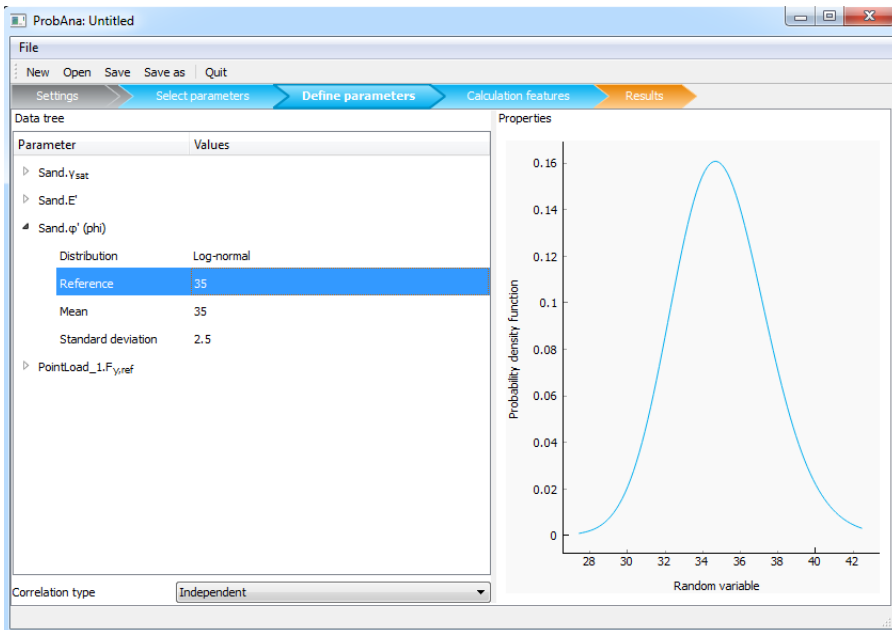 ProbAna: Untitled
File
New Open Save Save as Quit
Settings Select parameters Define parameters Calculation features Results
Data tree
Parameter Values
Sand.γsat
Sand.E'
Sand.φ' (phi)
Distribution Log-normal
Reference 35
Mean 35
Standard deviation 2.5
PointLoad_1.Fy,ref
Correlation type Independent
Properties
Probability density function
0.16
0.14
0.12
0.1
0.08
0.06
0.04
0.02
0
28 30 32 34 36 38 40 42
Random variable